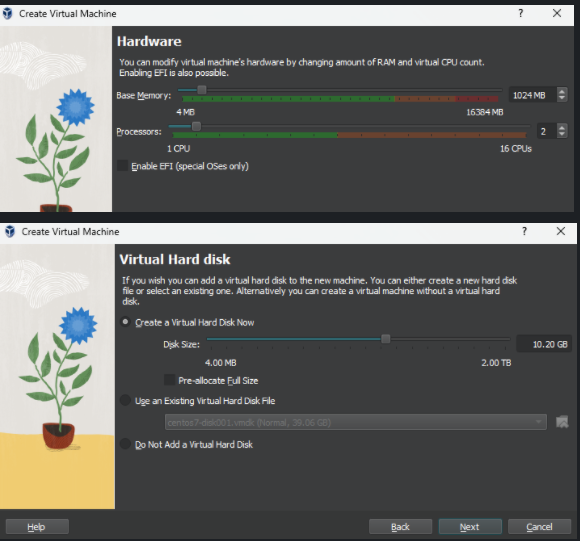 Create Virtual Machine
Hardware
You can modify virtual machine's hardware by changing amount of RAM and virtual CPU count.
Enabling EFI is also possible.
Base Memory:
1024 MB
4 MB
16384 MB
Processors:
2
1 CPU
16 CPUs
Enable EFI (special OSes only)
Create Virtual Machine
Virtual Hard disk
If you wish you can add a virtual hard disk to the new machine. You can either create a new hard disk
file or select an existing one. Alternatively you can create a virtual machine without a virtual hard
disk.
Create a Virtual Hard Disk Now
Disk Size:
10.20 GB
4.00 MB
2.00 TB
Pre-allocate Full Size
Use an Existing Virtual Hard Disk File
centos7-disk001.vmdk (Normal, 39.06 GB)
Do Not Add a Virtual Hard Disk
Help
Back
Next
Cancel